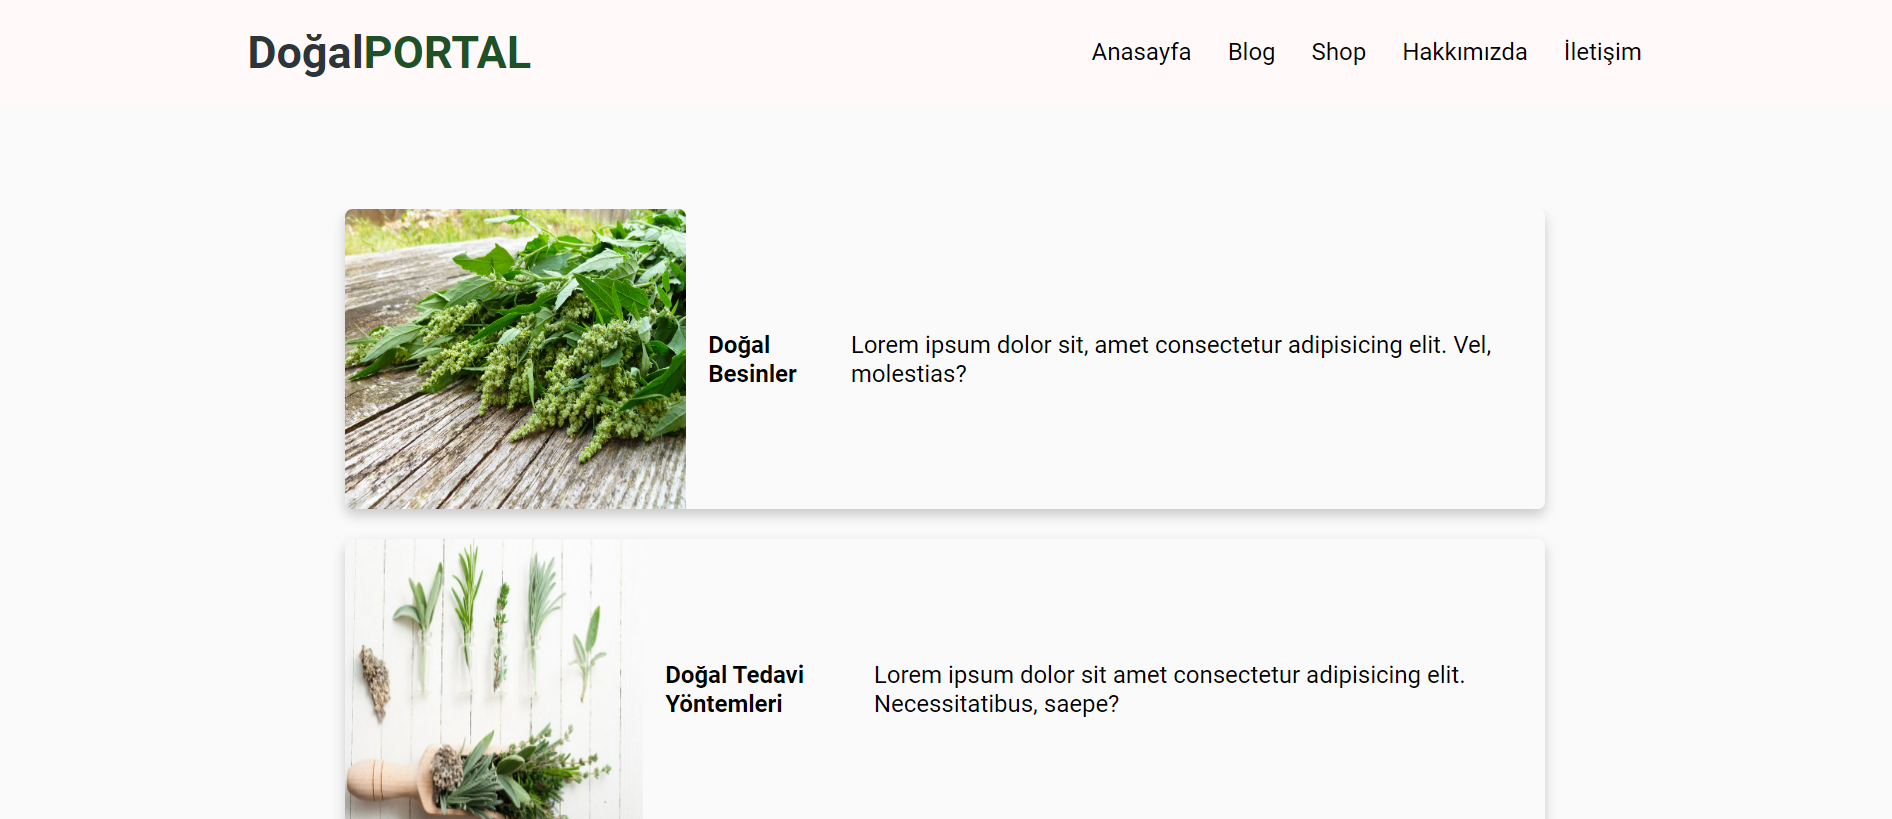 DoğalPORTAL
Anasayfa Blog Shop Hakkımızda İletişim
Doğal
Besinler
Lorem ipsum dolor sit, amet consectetur adipisicing elit. Vel,
molestias?
Doğal Tedavi
Yöntemleri
Lorem ipsum dolor sit amet consectetur adipisicing elit.
Necessitatibus, saepe?